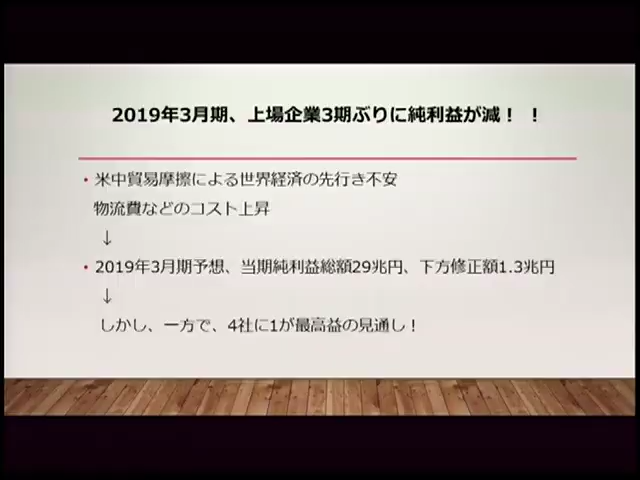 2019年3月期、上場企業3期ぶりに純利益が減！！
・米中貿易摩擦による世界経済の先行き不安
物流費などのコスト上昇
↓
・2019年3月期予想、当期純利益総額29兆円、下方修正額1.3兆円
↓
しかし、一方で、4社に1が最高益の見通し！